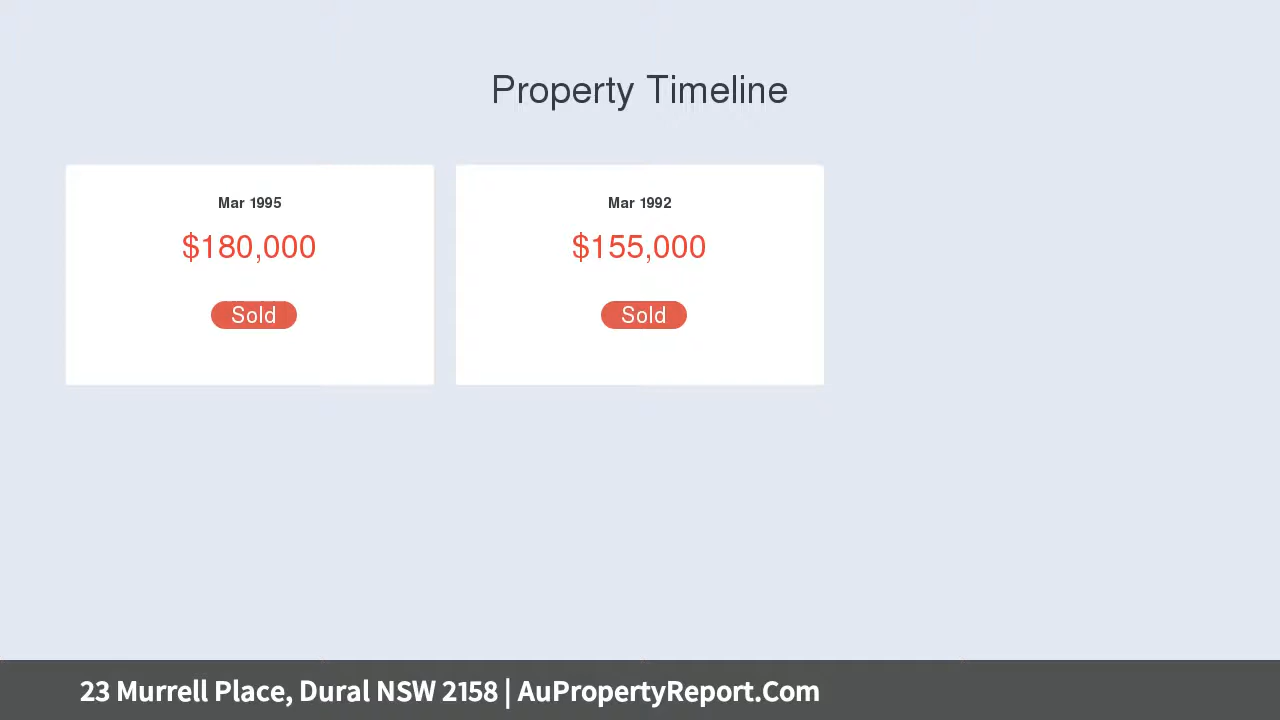 Property Timeline
Mar 1995
$180,000
Sold
Mar 1992
$155,000
Sold
23 Murrell Place, Dural NSW 2158 | AuPropertyReport.Com